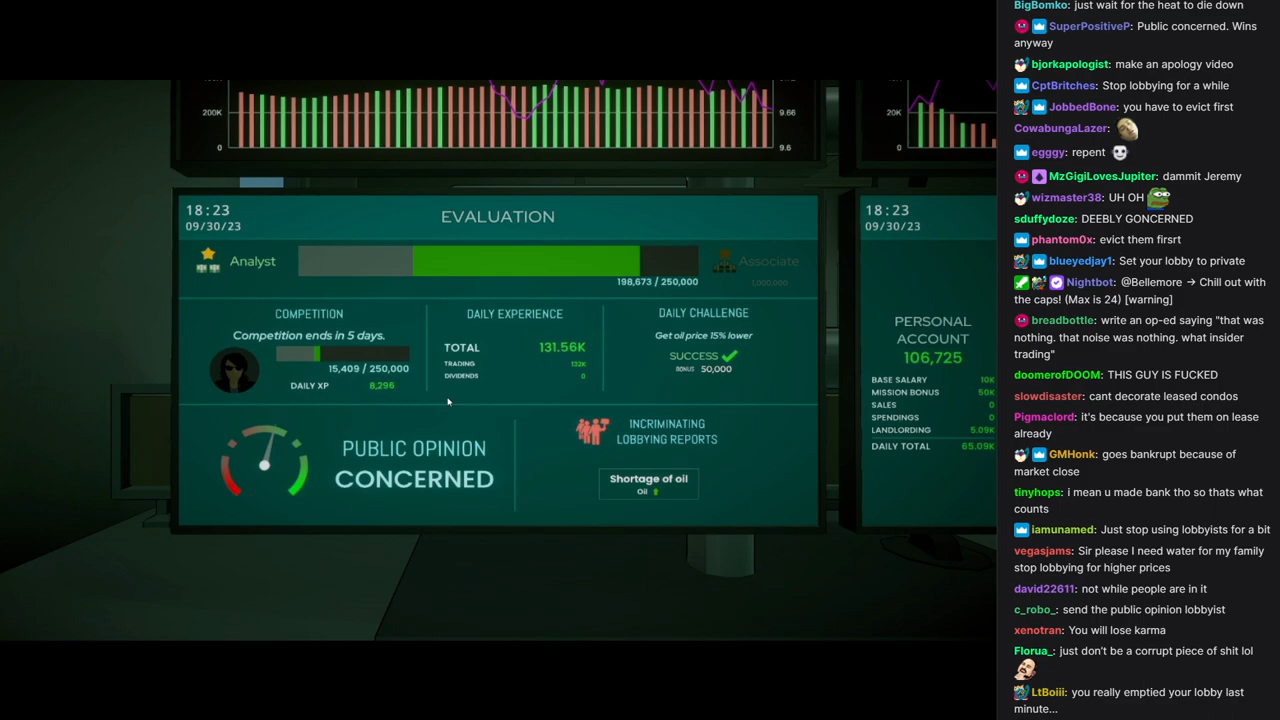 200K
0
9.66
9.6
20K
0
18:23
09/30/23
EVALUATION
Analyst
Associate
198,673 / 250,000
1,000,000
COMPETITION
Competition ends in 5 days.
15,409 / 250,000
DAILY XP 8,296
DAILY EXPERIENCE
TOTAL 131.56K
TRADING 132K
DIVIDENDS 0
DAILY CHALLENGE
Get oil price 15% lower
SUCCESS
BONUS 50,000
PUBLIC OPINION
CONCERNED
INCRIMINATING
LOBBYING REPORTS
Shortage of oil
Oil
18:23
09/30/23
PERSONAL
ACCOUNT
106,725
BASE SALARY 10K
MISSION BONUS 50K
SALES 0
SPENDINGS 0
LANDLORDING 5.09K
DAILY TOTAL 65.09K
BigBomko: just wait for the heat to die down
SuperPositiveP: Public concerned. Wins
anyway
bjorkapologist: make an apology video
CptBritches: Stop lobbying for a while
JobbedBone: you have to evict first
CowabungaLazer:
egggy: repent
MzGigiLovesJupiter: dammit Jeremy
wizmaster38: UH OH
sduffydoze: DEEBLY GONCERNED
phantom0x: evict them firsrt
blueyedjay1: Set your lobby to private
Nightbot: @Bellemore -> Chill out with
the caps! (Max is 24) [warning]
breadbottle: write an op-ed saying "that was
nothing. that noise was nothing. what insider
trading"
doomerofDOOM: THIS GUY IS FUCKED
slowdisaster: cant decorate leased condos
Pigmaclord: it's because you put them on lease
already
GMHonk: goes bankrupt because of
market close
tinyhops: i mean u made bank tho so thats what
counts
iamunamed: Just stop using lobbyists for a bit
vegasjams: Sir please I need water for my family
stop lobbying for higher prices
david22611: not while people are in it
c_robo_: send the public opinion lobbyist
xenotran: You will lose karma
Florua_: just don't be a corrupt piece of shit lol
LtBoiii: you really emptied your lobby last
minute...